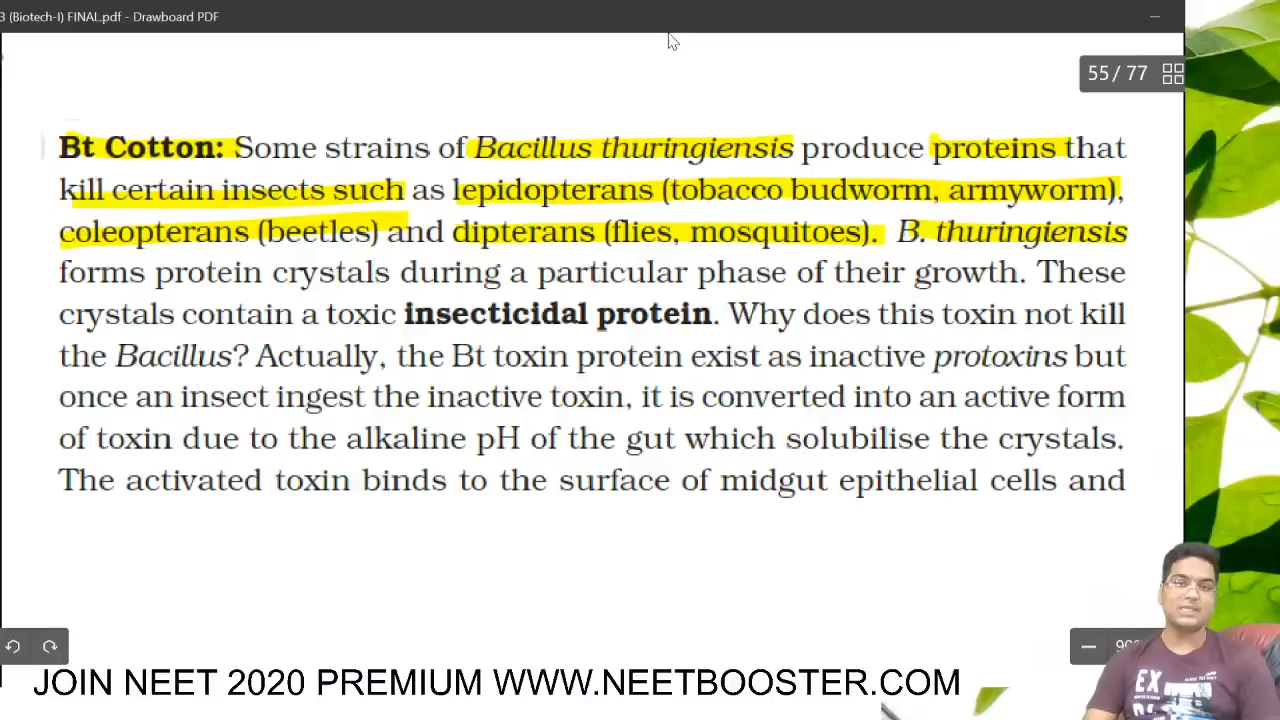 3 (Biotech-I) FINAL.pdf - Drawboard PDF
55 / 77
Bt Cotton: Some strains of Bacillus thuringiensis produce proteins that
kill certain insects such as lepidopterans (tobacco budworm, armyworm),
coleopterans (beetles) and dipterans (flies, mosquitoes). B. thuringiensis
forms protein crystals during a particular phase of their growth. These
crystals contain a toxic insecticidal protein. Why does this toxin not kill
the Bacillus? Actually, the Bt toxin protein exist as inactive protoxins but
once an insect ingest the inactive toxin, it is converted into an active form
of toxin due to the alkaline pH of the gut which solubilise the crystals.
The activated toxin binds to the surface of midgut epithelial cells and
JOIN NEET 2020 PREMIUM WWW.NEETBOOSTER.COM
EX